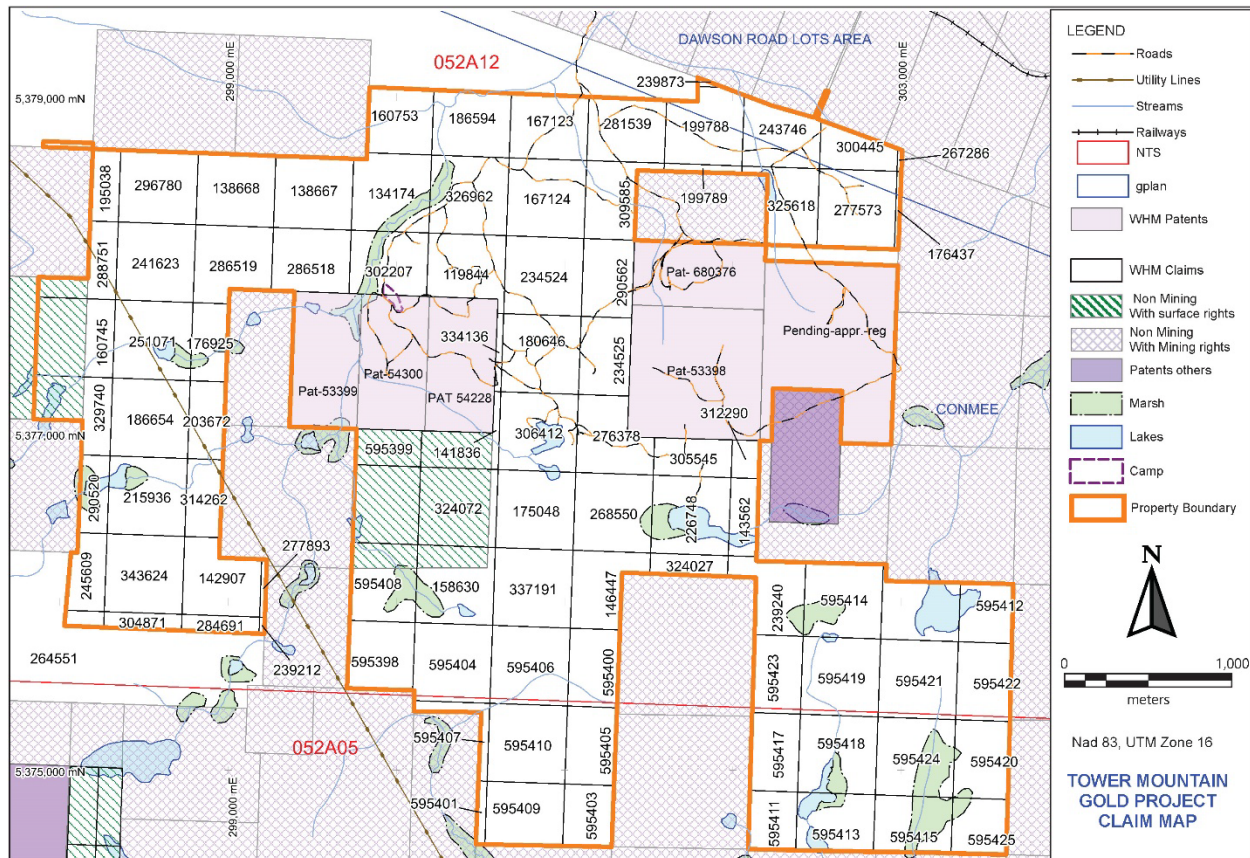 DAWSON ROAD LOTS AREA
052A12
239873
299,000 mE
303,000 mE
5,379,000 mN
160753
186594
167123
281539
199788
243746
300445
267286
195038
296780
138668
138667
134174
326962
167124
309585
199789
325618
277573
176437
288751
241623
286519
286518
302207
119844
234524
290562
Pat- 680376
160745
251071
176925
334136
180646
234525
Pending-appr.-reg
Pat-53399
Pat-54300
PAT 54228
Pat-53398
329740
186654
203672
312290
CONMEE
5,377,000 mN
306412
276378
595399
141836
305545
290520
215936
314262
324072
175048
268550
226748
143562
277893
245609
343624
142907
595408
158630
337191
146447
324027
239240
595414
595412
304871
284691
264551
239212
595398
595404
595406
595400
595423
595419
595421
595422
052A05
595407
595410
595405
595417
595418
595424
595420
5,375,000 mN
299,000 mE
595401
595409
595403
595411
595413
595415
595425
LEGEND
Roads
Utility Lines
Streams
Railways
NTS
gplan
WHM Patents
WHM Claims
Non Mining
With surface rights
Non Mining
With Mining rights
Patents others
Marsh
Lakes
Camp
Property Boundary
N
0
1,000
meters
Nad 83, UTM Zone 16
TOWER MOUNTAIN
GOLD PROJECT
CLAIM MAP